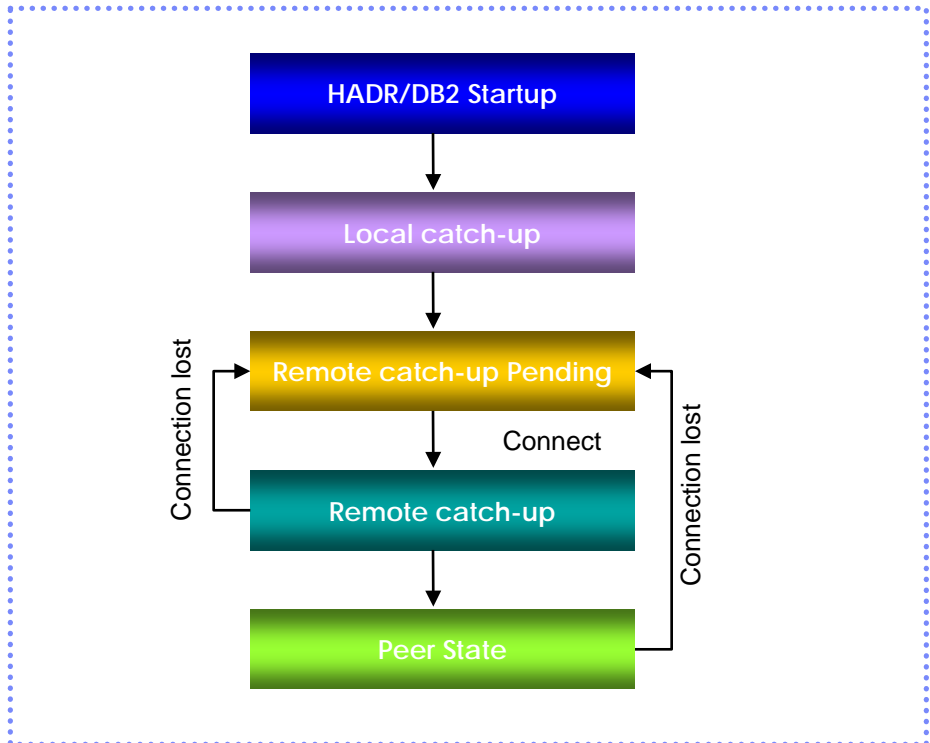 HADR/DB2 Startup
Local catch-up
Remote catch-up Pending
Connection lost
Connect
Connection lost
Remote catch-up
Peer State